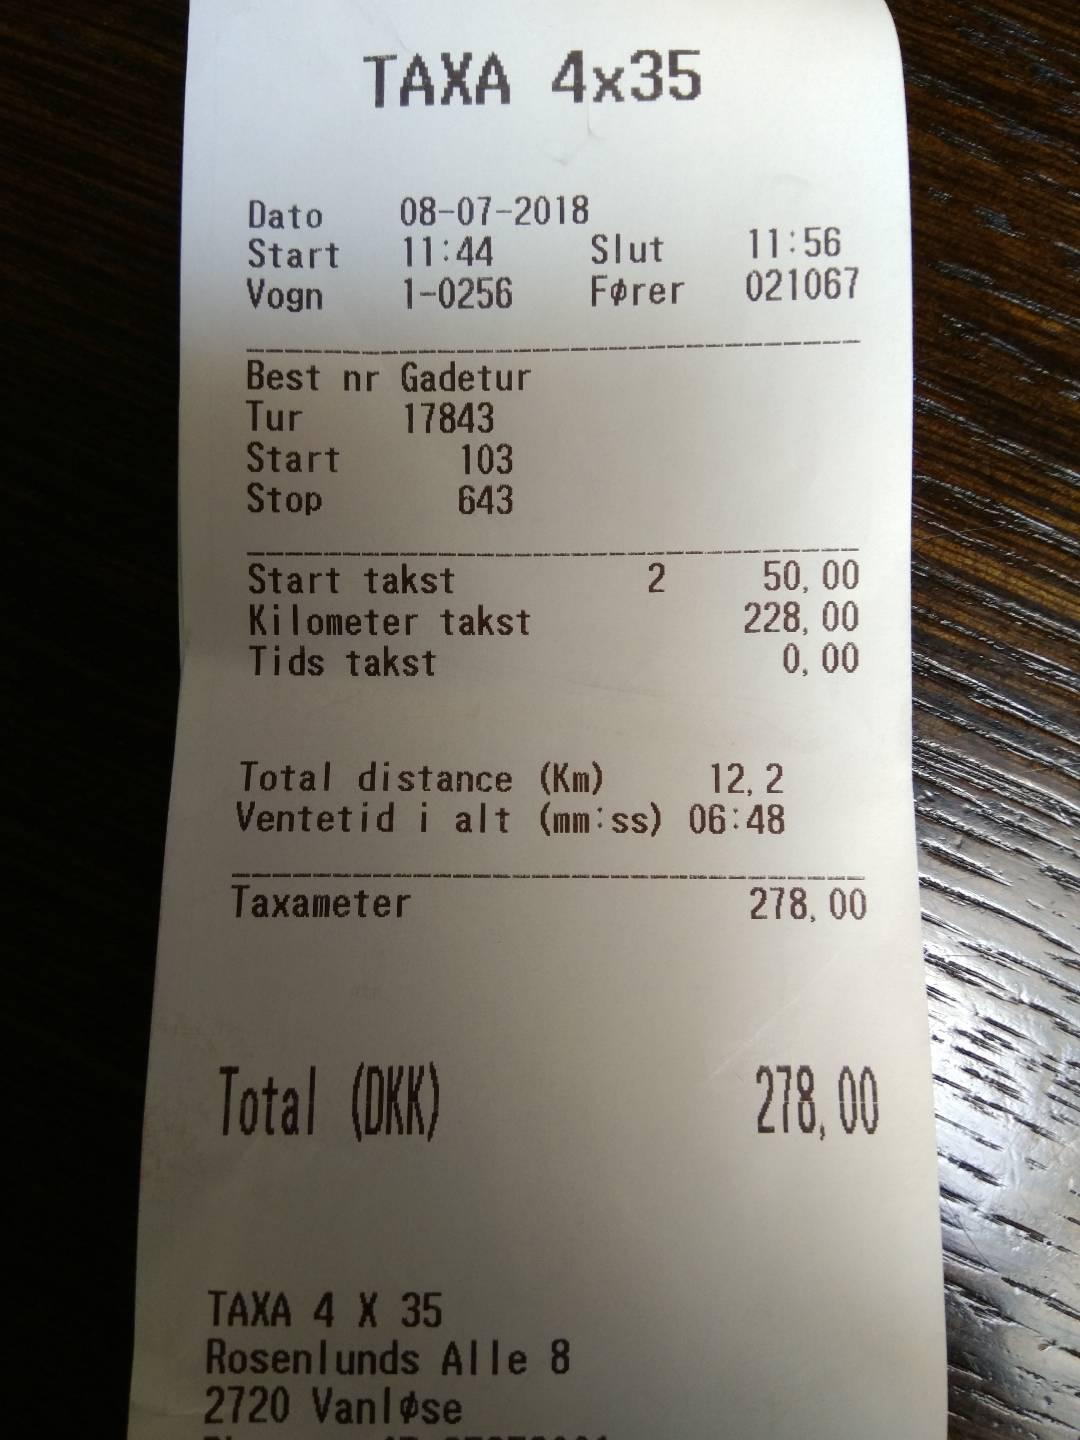 TAXA 4x35
Dato 08-07-2018
Start 11:44 Slut 11:56
Vogn 1-0256 Fører 021067
Best nr Gadetur
Tur 17843
Start 103
Stop 643
Start takst 2 50,00
Kilometer takst 228,00
Tids takst 0,00
Total distance (Km) 12,2
Ventetid i alt (mm:ss) 06:48
Taxameter 278,00
Total (DKK) 278,00
TAXA 4 X 35
Rosenlunds Alle 8
2720 Vanløse